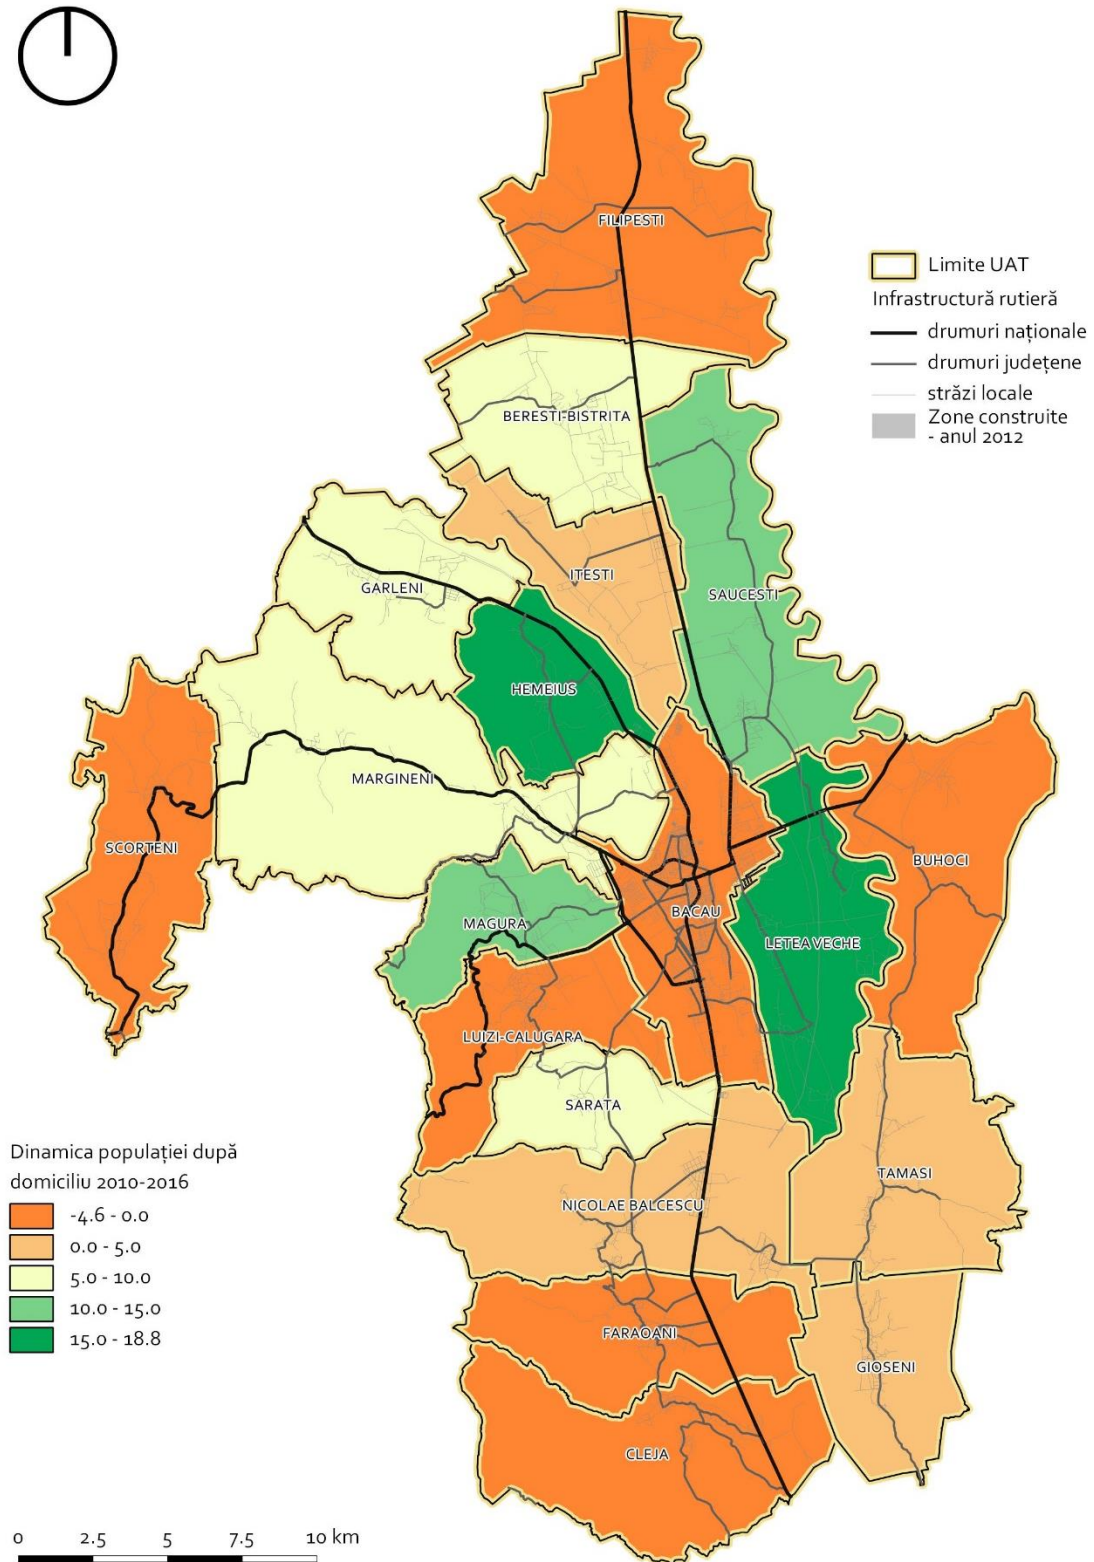 FILIPESTI
Limite UAT
Infrastructură rutieră
drumuri naționale
drumuri județene
străzi locale
Zone construite
- anul 2012
BERESTI-BISTRITA
ITESTI
GARLENI
SAUCESTI
HEMEIUS
MARGINENI
SCORTENI
BUHOCI
BACAU
MAGURA
LETEA VECHE
LUIZI-CALUGARA
SARATA
TAMASI
NICOLAE BALCESCU
FARAOANI
GIOSENI
CLEJA
Dinamica populației după
domiciliu 2010-2016
-4.6 - 0.0
0.0 - 5.0
5.0 - 10.0
10.0 - 15.0
15.0 - 18.8
0 2.5 5 7.5 10 km